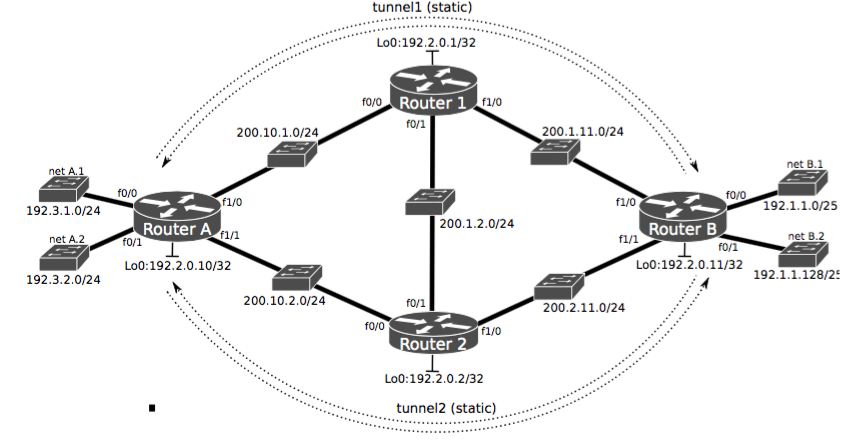 tunnel1 (static)
Lo0:192.2.0.1/32
Router 1
f0/0
f1/0
f0/1
200.10.1.0/24
200.1.11.0/24
net A.1
192.3.1.0/24
f0/0
f1/0
Router A
net A.2
192.3.2.0/24
f0/1
f1/1
Lo0:192.2.0.10/32
200.1.2.0/24
net B.1
192.1.1.0/25
f1/0
f0/0
Router B
f1/1
f0/1
net B.2
192.1.1.128/25
Lo0:192.2.0.11/32
200.10.2.0/24
200.2.11.0/24
f0/1
f0/0
f1/0
Router 2
Lo0:192.2.0.2/32
tunnel2 (static)